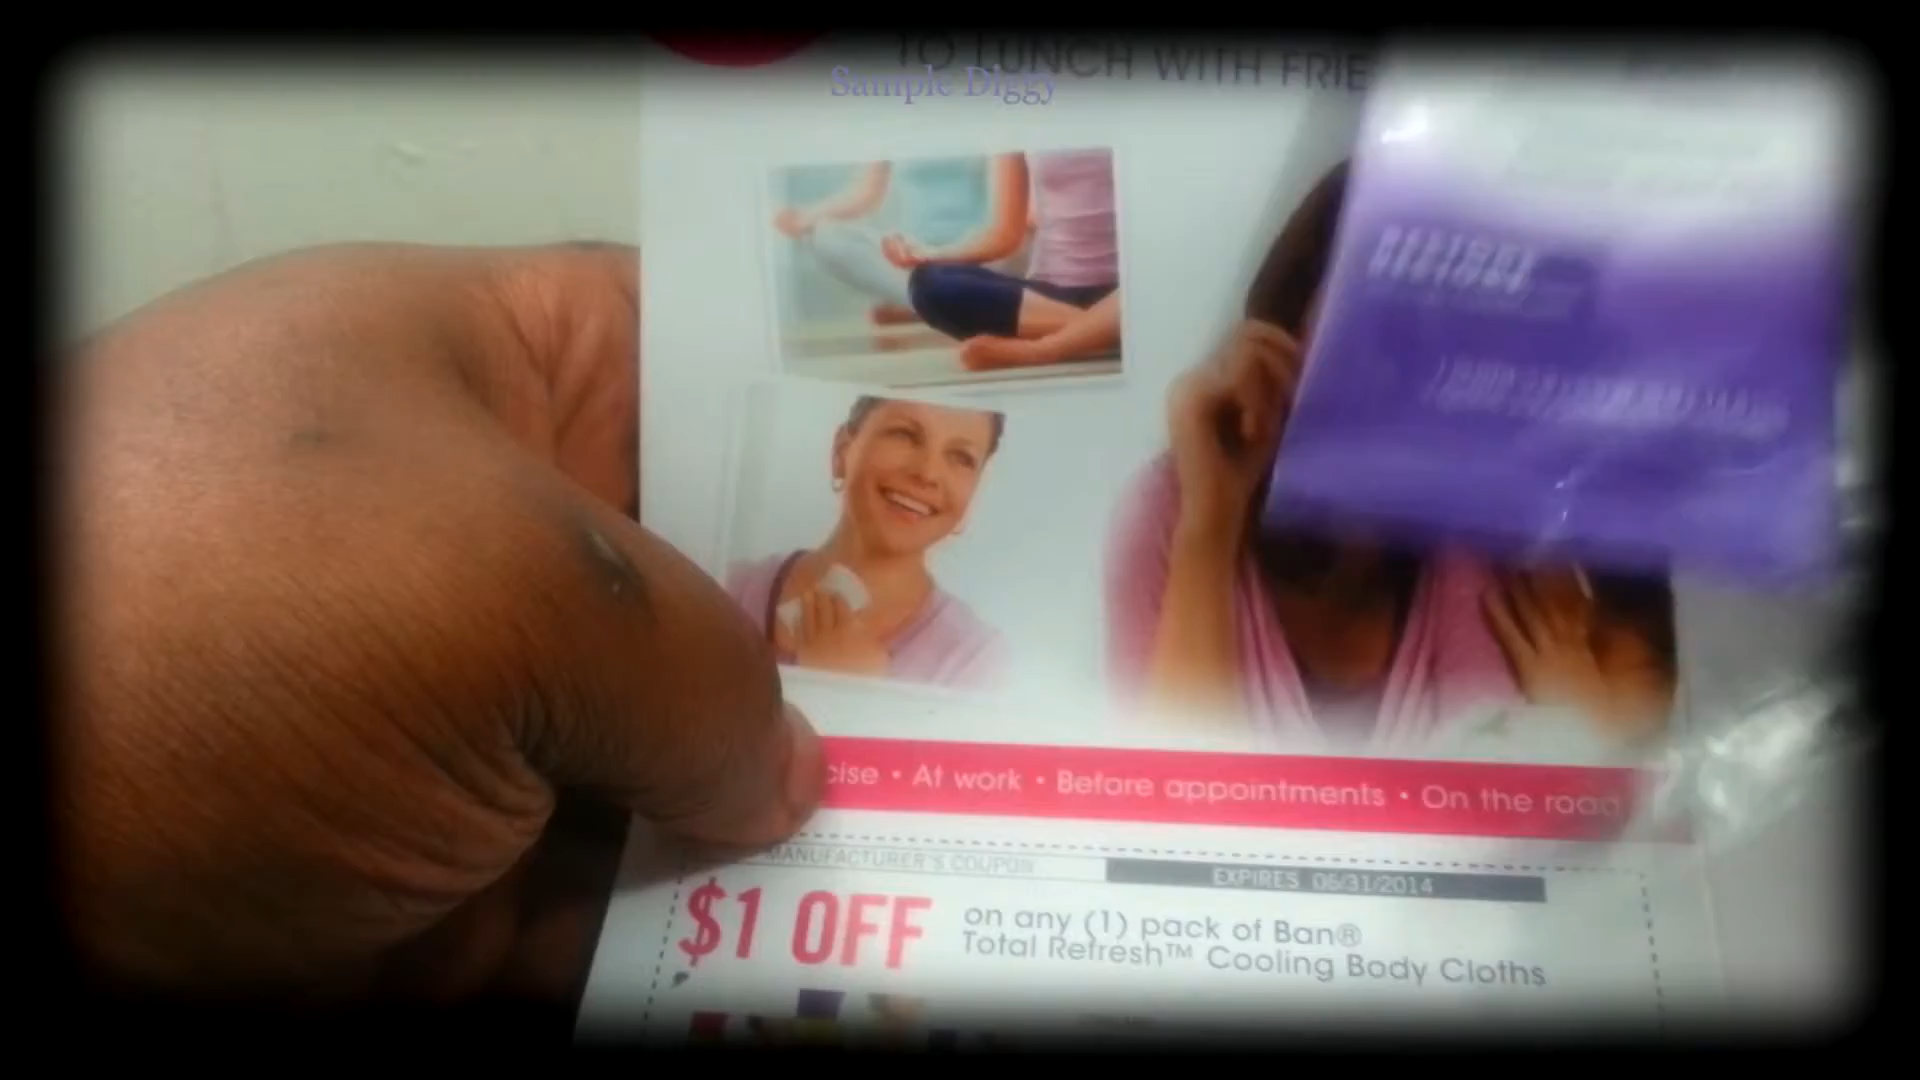 TO LUNCH WITH FRIE
Sample Diggy
cise • At work • Before appointments • On the road
MANUFACTURER'S COUPON
EXPIRES 06/31/2014
$1 OFF
on any (1) pack of Ban®
Total Refresh™ Cooling Body Cloths